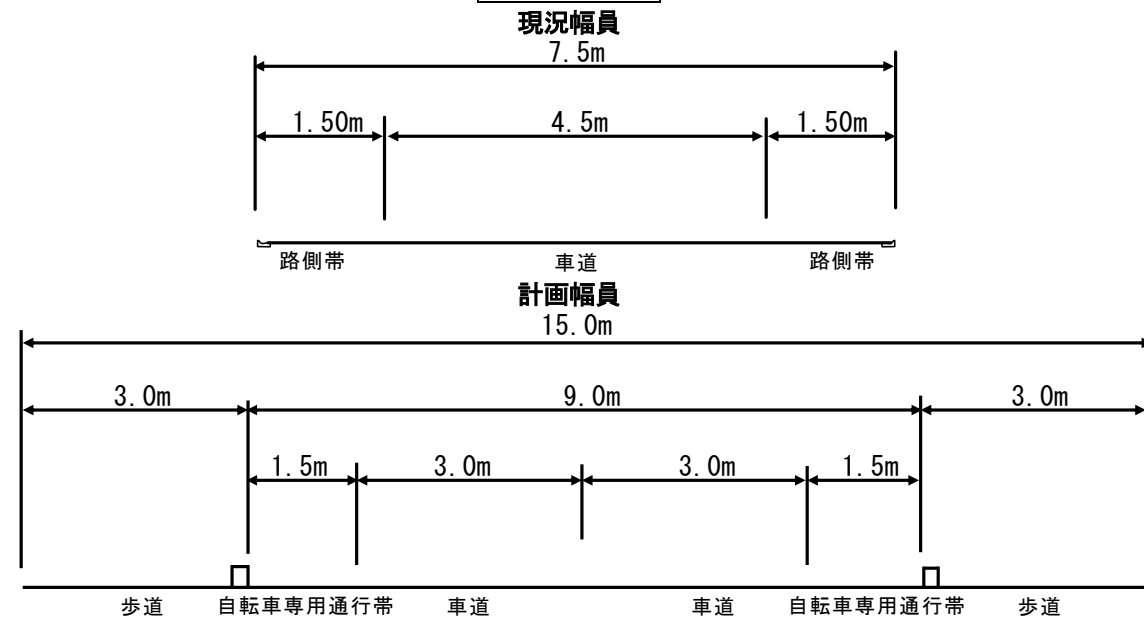 現況幅員
7.5m
1.50m 4.5m 1.50m
路側帯 車道 路側帯
計画幅員
15.0m
3.0m 9.0m 3.0m
1.5m 3.0m 3.0m 1.5m
歩道 自転車専用通行帯 車道 車道 自転車専用通行帯 歩道